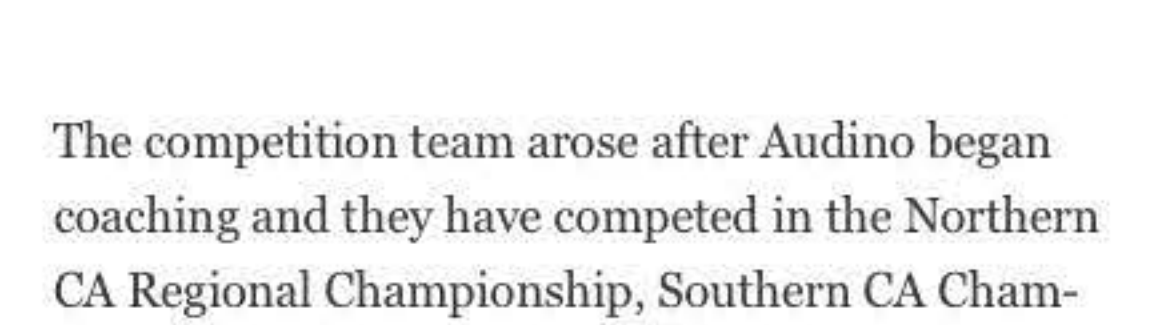 The competition team arose after Audino began
coaching and they have competed in the Northern
CA Regional Championship, Southern CA Cham-